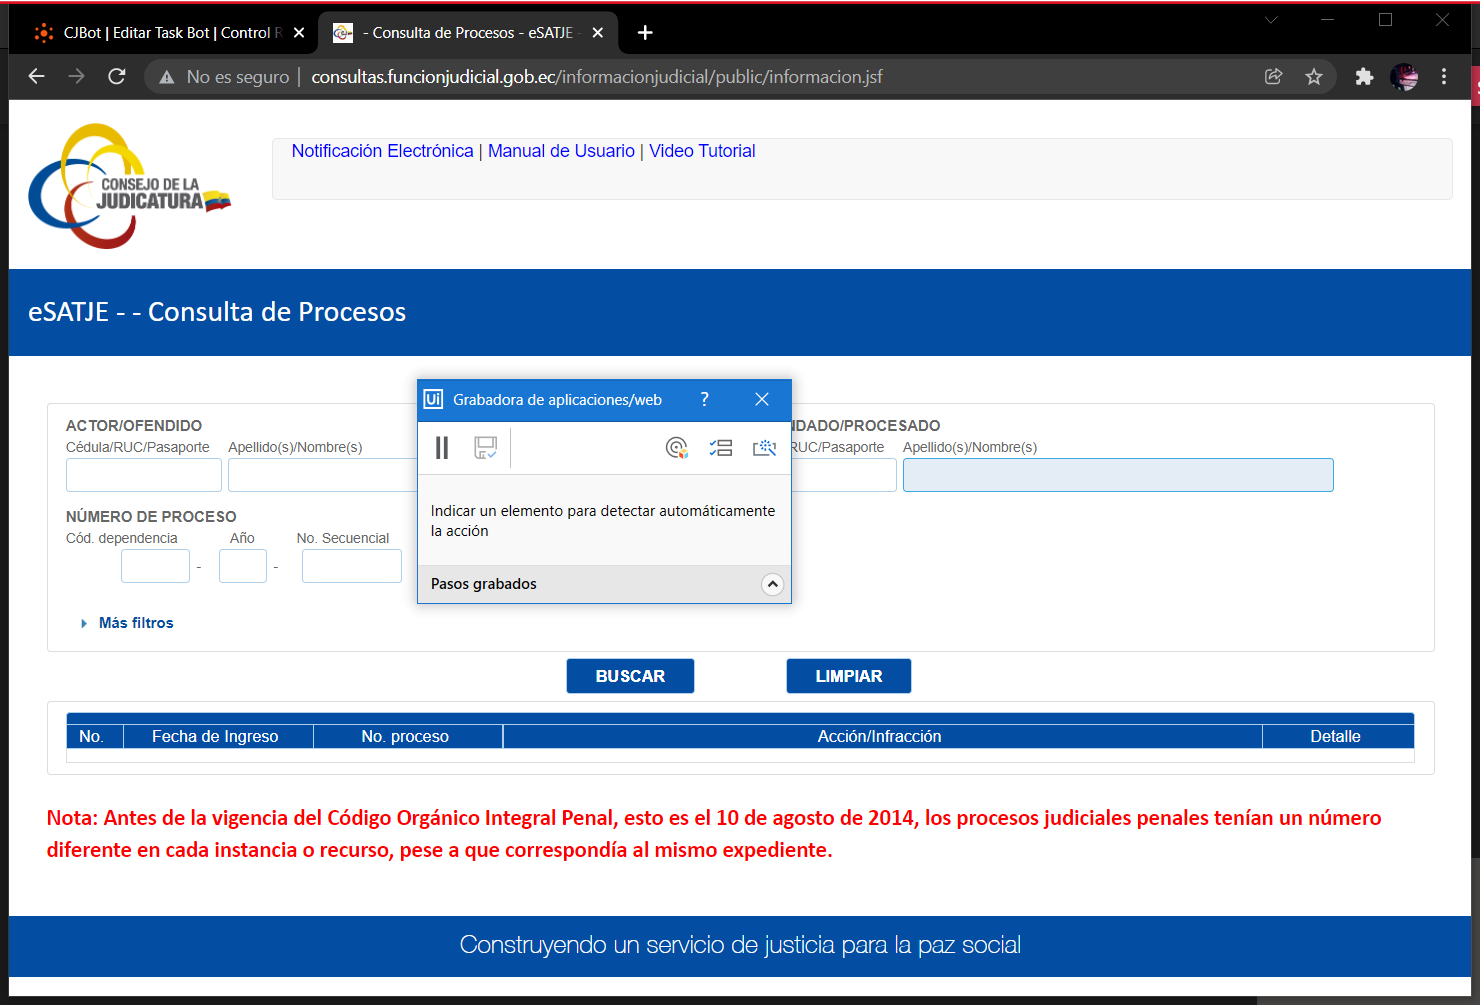 CJBot | Editar Task Bot | Control R
- Consulta de Procesos - eSATJE -
No es seguro | consultas.funcionjudicial.gob.ec/informacionjudicial/public/informacion.jsf
CONSEJO DE LA
JUDICATURA
Notificación Electrónica | Manual de Usuario | Video Tutorial
eSATJE - - Consulta de Procesos
Ui Grabadora de aplicaciones/web ?
Indicar un elemento para detectar automáticamente
la acción
Pasos grabados
ACTOR/OFENDIDO
NDADO/PROCESADO
Cédula/RUC/Pasaporte Apellido(s)/Nombre(s)
RUC/Pasaporte Apellido(s)/Nombre(s)
NÚMERO DE PROCESO
Cód. dependencia Año No. Secuencial
- -
Más filtros
BUSCAR LIMPIAR
No. Fecha de Ingreso No. proceso Acción/Infracción Detalle
Nota: Antes de la vigencia del Código Orgánico Integral Penal, esto es el 10 de agosto de 2014, los procesos judiciales penales tenían un número
diferente en cada instancia o recurso, pese a que correspondía al mismo expediente.
Construyendo un servicio de justicia para la paz social